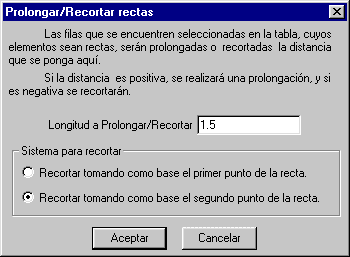 Prolongar/Recortar rectas
Las filas que se encuentren seleccionadas en la tabla, cuyos
elementos sean rectas, serán prolongadas o recortadas la distancia
que se ponga aquí.
Si la distancia es positiva, se realizará una prolongación, y si
es negativa se recortarán.
Longitud a Prolongar/Recortar 1.5
Sistema para recortar
Recortar tomando como base el primer punto de la recta.
Recortar tomando como base el segundo punto de la recta.
Aceptar Cancelar